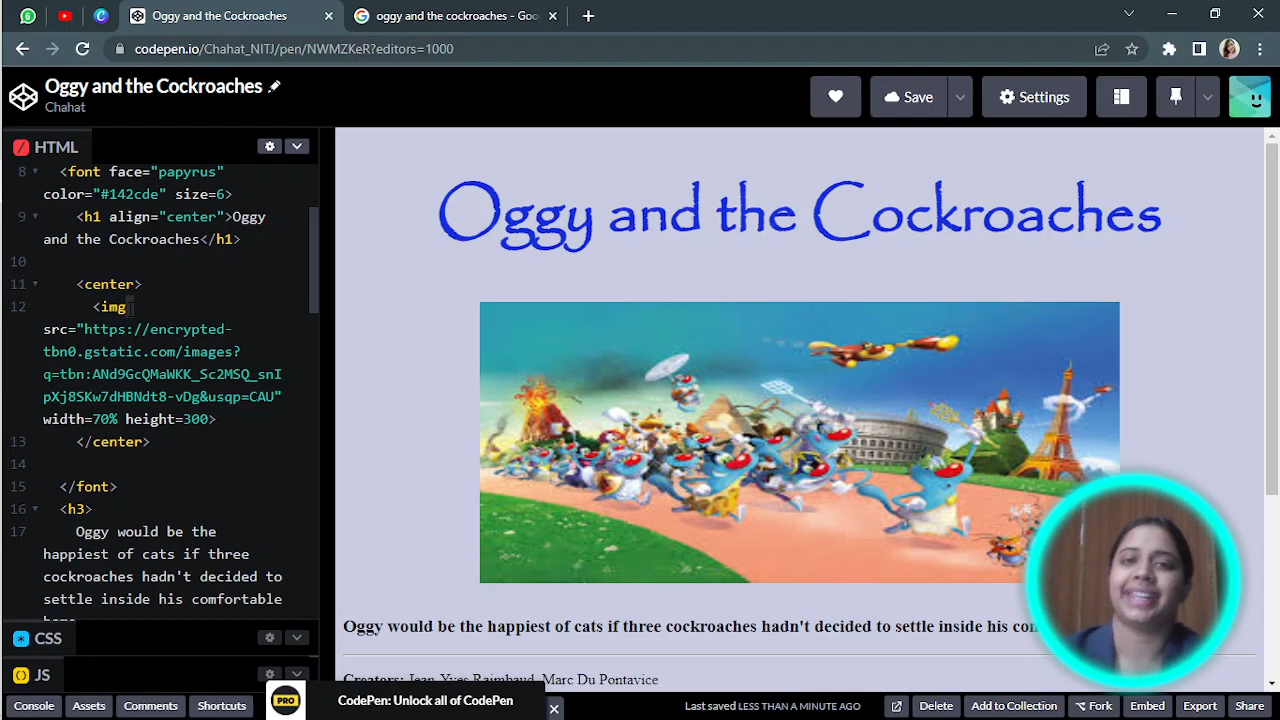 6
Oggy and the Cockroaches
oggy and the cockroaches - Goo
codepen.io/Chahat_NITJ/pen/NWMZKeR?editors=1000
Oggy and the Cockroaches
Chahat
Save
Settings
HTML
8 <font face="papyrus"
color="#142cde" size=6>
9 <h1 align="center">Oggy
and the Cockroaches</h1>
10
11 <center>
12 <img
src="https://encrypted-
tbn0.gstatic.com/images?
q=tbn:ANd9GcQMaWKK_Sc2MSQ_snI
pXj8SKw7dHBNdt8-vDg&usqp=CAU"
width=70% height=300>
13 </center>
14
15 </font>
16 <h3>
17 Oggy would be the
happiest of cats if three
cockroaches hadn't decided to
settle inside his comfortable
CSS
JS
Oggy and the Cockroaches
Oggy would be the happiest of cats if three cockroaches hadn't decided to settle inside his
Creators: Jean-Yves Raimbaud, Marc Du Pontavice
Console
Assets
Comments
Shortcuts
PRO
CodePen: Unlock all of CodePen
Last saved LESS THAN A MINUTE AGO
Delete
Add to Collection
Fork
Embed
Export
Share